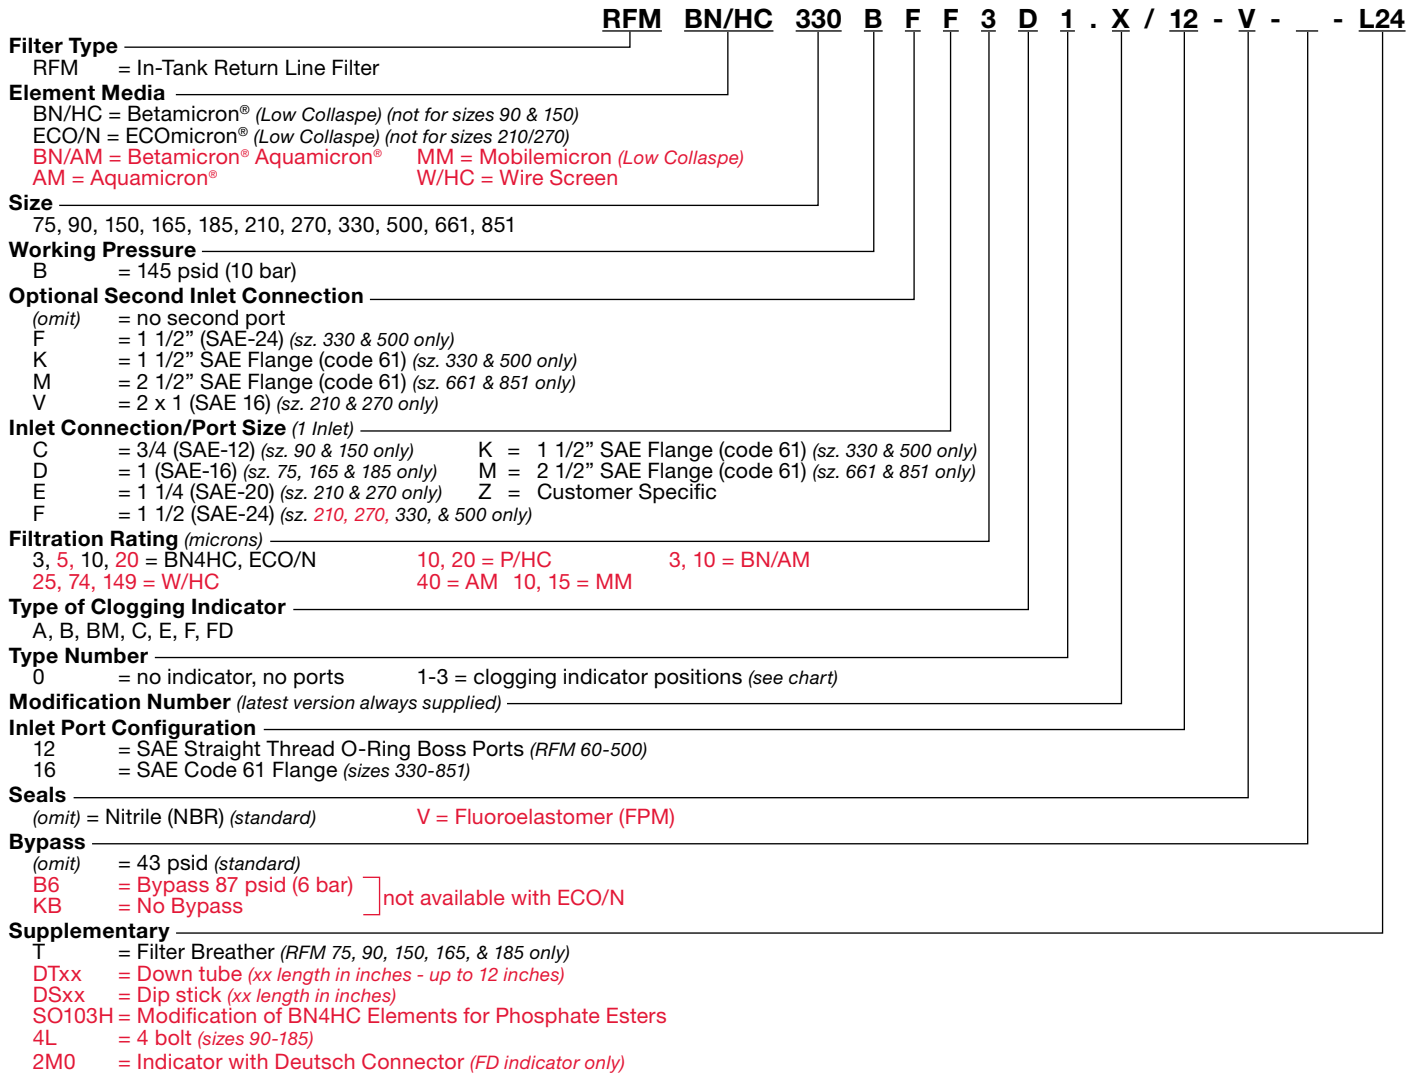 RFM BN/HC 330 B F F 3 D 1 . X / 12 - V - __ - L24
Filter Type
RFM = In-Tank Return Line Filter
Element Media
BN/HC = Betamicron® (Low Collaspe) (not for sizes 90 & 150)
ECO/N = ECOmicron® (Low Collaspe) (not for sizes 210/270)
BN/AM = Betamicron® Aquamicron® MM = Mobilemicron (Low Collaspe)
AM = Aquamicron® W/HC = Wire Screen
Size
75, 90, 150, 165, 185, 210, 270, 330, 500, 661, 851
Working Pressure
B = 145 psid (10 bar)
Optional Second Inlet Connection
(omit) = no second port
F = 1 1/2” (SAE-24) (sz. 330 & 500 only)
K = 1 1/2” SAE Flange (code 61) (sz. 330 & 500 only)
M = 2 1/2” SAE Flange (code 61) (sz. 661 & 851 only)
V = 2 x 1 (SAE 16) (sz. 210 & 270 only)
Inlet Connection/Port Size (1 Inlet)
C = 3/4 (SAE-12) (sz. 90 & 150 only) K = 1 1/2” SAE Flange (code 61) (sz. 330 & 500 only)
D = 1 (SAE-16) (sz. 75, 165 & 185 only) M = 2 1/2” SAE Flange (code 61) (sz. 661 & 851 only)
E = 1 1/4 (SAE-20) (sz. 210 & 270 only) Z = Customer Specific
F = 1 1/2 (SAE-24) (sz. 210, 270, 330, & 500 only)
Filtration Rating (microns)
3, 5, 10, 20 = BN4HC, ECO/N 10, 20 = P/HC 3, 10 = BN/AM
25, 74, 149 = W/HC 40 = AM 10, 15 = MM
Type of Clogging Indicator
A, B, BM, C, E, F, FD
Type Number
0 = no indicator, no ports 1-3 = clogging indicator positions (see chart)
Modification Number (latest version always supplied)
Inlet Port Configuration
12 = SAE Straight Thread O-Ring Boss Ports (RFM 60-500)
16 = SAE Code 61 Flange (sizes 330-851)
Seals
(omit) = Nitrile (NBR) (standard) V = Fluoroelastomer (FPM)
Bypass
(omit) = 43 psid (standard)
B6 = Bypass 87 psid (6 bar)
not available with ECO/N
KB = No Bypass
Supplementary
T = Filter Breather (RFM 75, 90, 150, 165, & 185 only)
DTxx = Down tube (xx length in inches - up to 12 inches)
DSxx = Dip stick (xx length in inches)
SO103H = Modification of BN4HC Elements for Phosphate Esters
4L = 4 bolt (sizes 90-185)
2M0 = Indicator with Deutsch Connector (FD indicator only)